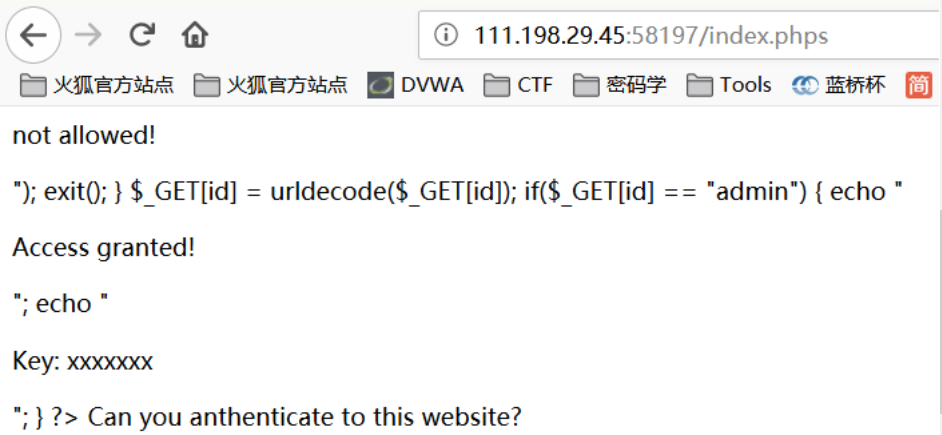 111.198.29.45:58197/index.phps
火狐官方站点 火狐官方站点 DVWA CTF 密码学 Tools 蓝桥杯 简
not allowed!
"); exit(); } $_GET[id] = urldecode($_GET[id]); if($_GET[id] == "admin") { echo "
Access granted!
"; echo "
Key: xxxxxxx
"; } ?> Can you anthenticate to this website?